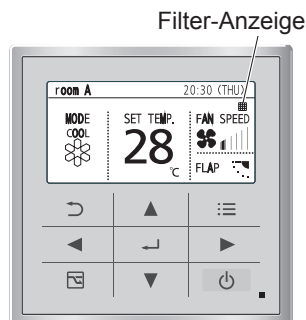 Filter-Anzeige
room A 20:30 (THU)
MODE SET TEMP. FAN SPEED
COOL
28°C
FLAP